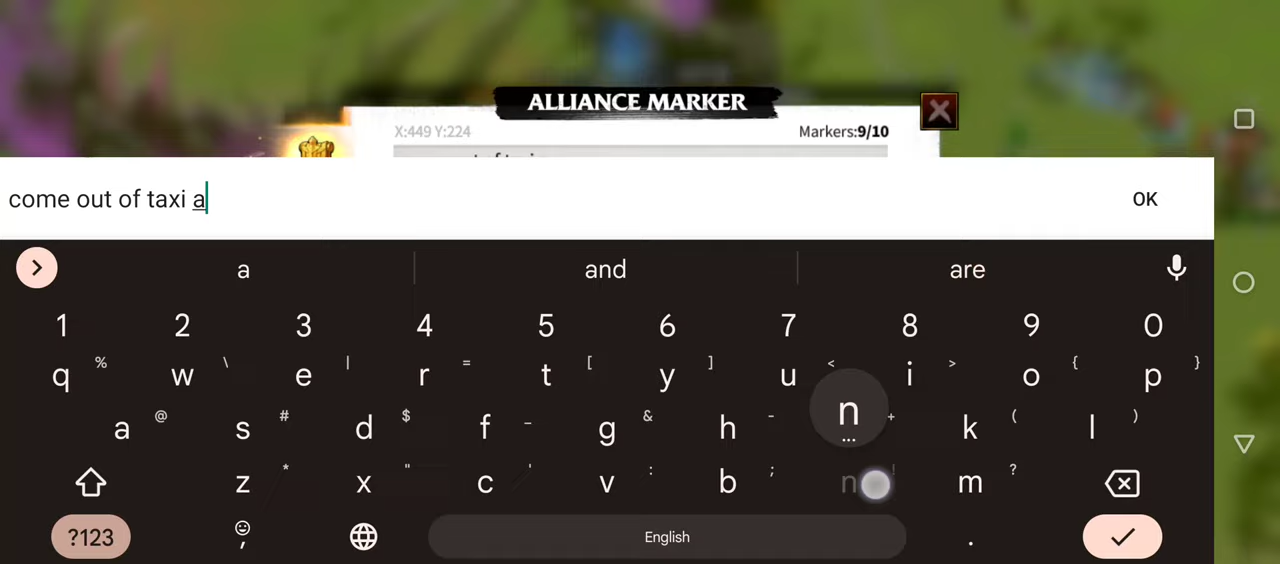 ALLIANCE MARKER
X:449 Y:224
Markers:9/10
come out of taxi a
OK
a and are
1 2 3 4 5 6 7 8 9 0
q % w \ e | r = t [ y ] u < i > o { p }
n
a @ s # d $ f - g & h - + k ( l )
z * x " c ' v : b ; n ! m ?
?123 , English .